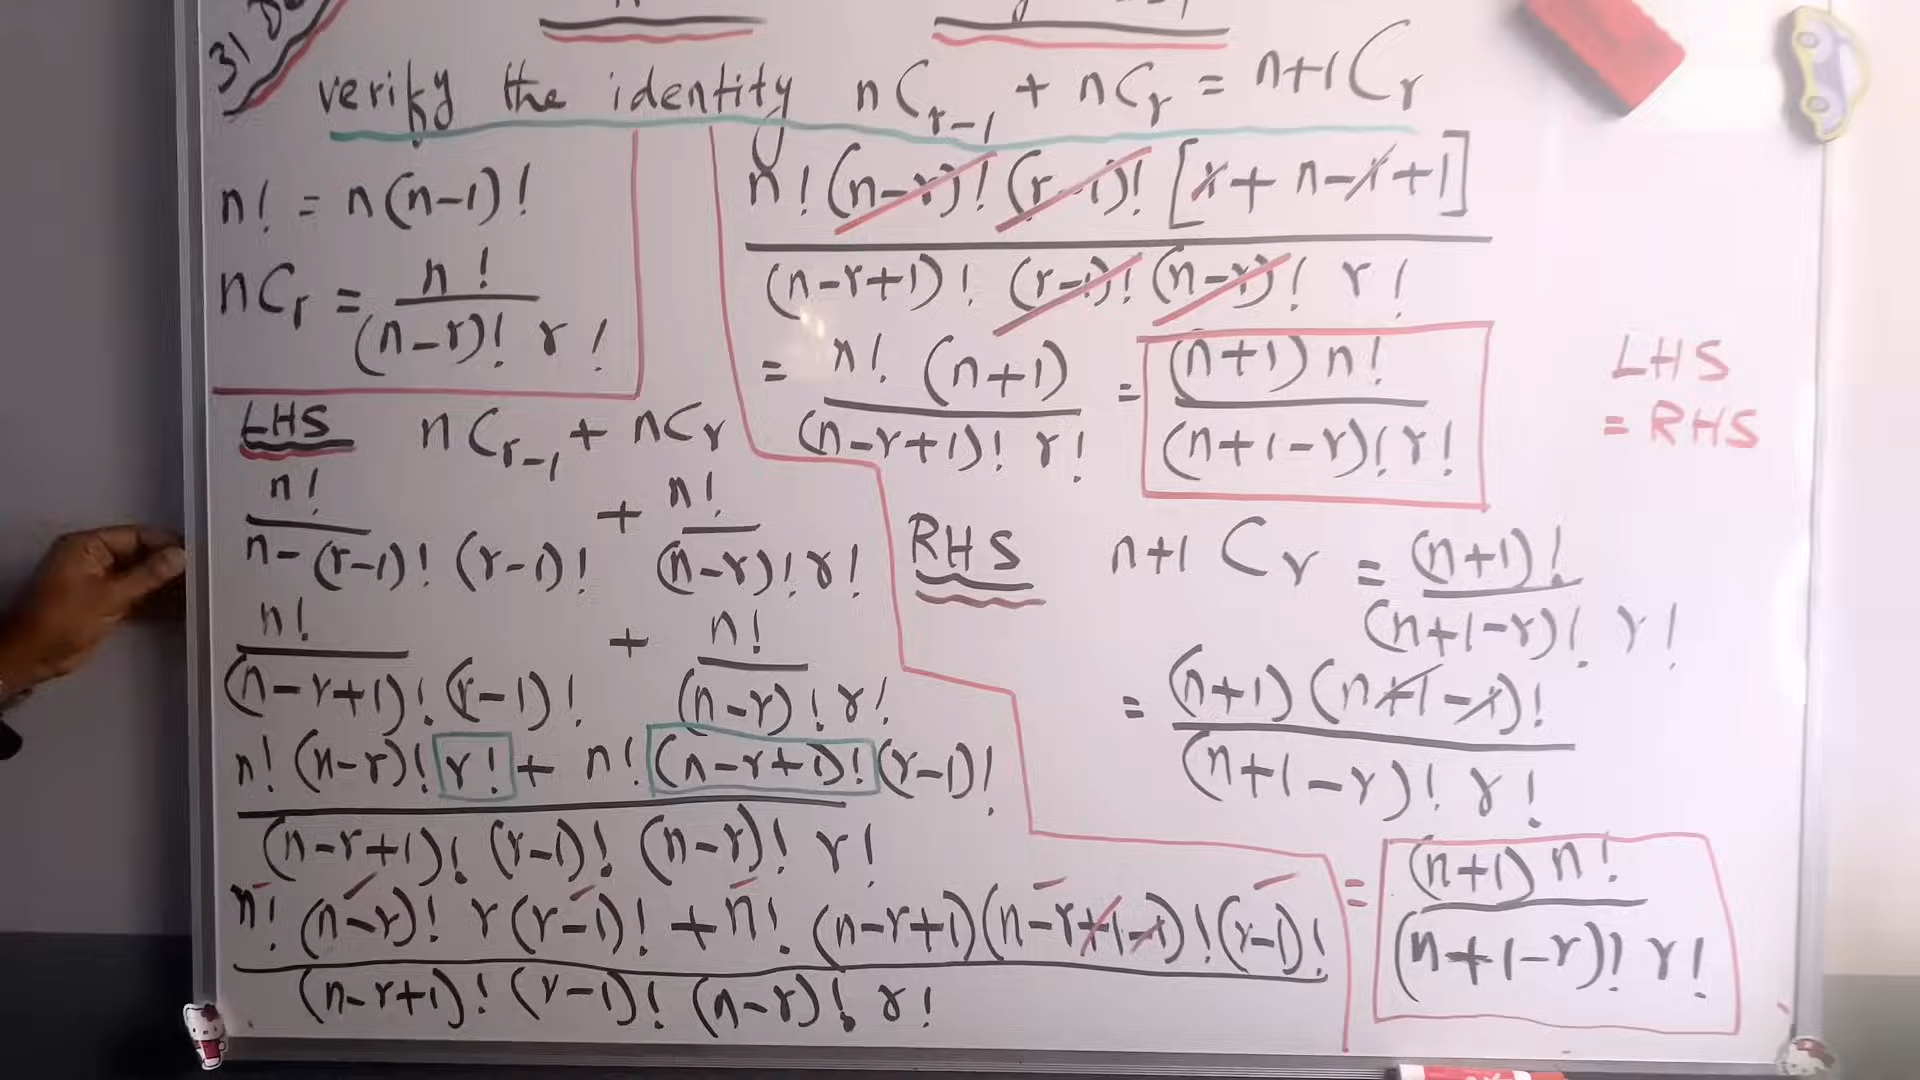 31 De
verify the identity nC_{r-1} + nC_r = n+1C_r
n! = n(n-1)!
nC_r = n! / (n-r)! r!
LHS nC_{r-1} + nC_r
n! / n-(r-1)! (r-1)! + n! / (n-r)! r!
n! / (n-r+1)! (r-1)! + n! / (n-r)! r!
n! (n-r)! r! + n! (n-r+1)! (r-1)!
(n-r+1)! (r-1)! (n-r)! r!
n! (n-r)! r(r-1)! + n! (n-r+1)(n-r+1-1)! (r-1)!
(n-r+1)! (r-1)! (n-r)! r!
n! (n-r)! (r-1)! [r + n-r+1]
(n-r+1)! (r-1)! (n-r)! r!
= n! (n+1) / (n-r+1)! r! = (n+1) n! / (n+1-r)! r!
LHS
= RHS
RHS n+1 C_r = (n+1)! / (n+1-r)! r!
= (n+1) (n+1-1)! / (n+1-r)! r!
= (n+1) n! / (n+1-r)! r!